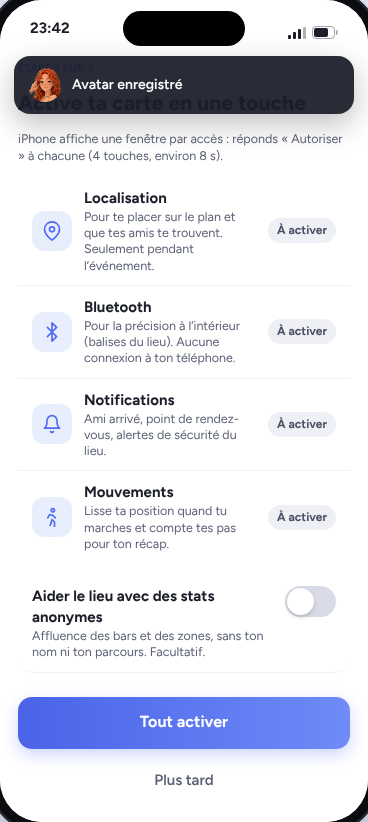 23:42
Avatar enregistré
Active ta carte en une touche
iPhone affiche une fenêtre par accès : réponds « Autoriser
» à chacune (4 touches, environ 8 s).
Localisation
Pour te placer sur le plan et
que tes amis te trouvent.
Seulement pendant
l’événement.
À activer
Bluetooth
Pour la précision à l’intérieur
(balises du lieu). Aucune
connexion à ton téléphone.
À activer
Notifications
Ami arrivé, point de rendez-
vous, alertes de sécurité du
lieu.
À activer
Mouvements
Lisse ta position quand tu
marches et compte tes pas
pour ton récap.
À activer
Aider le lieu avec des stats
anonymes
Affluence des bars et des zones, sans ton
nom ni ton parcours. Facultatif.
Tout activer
Plus tard